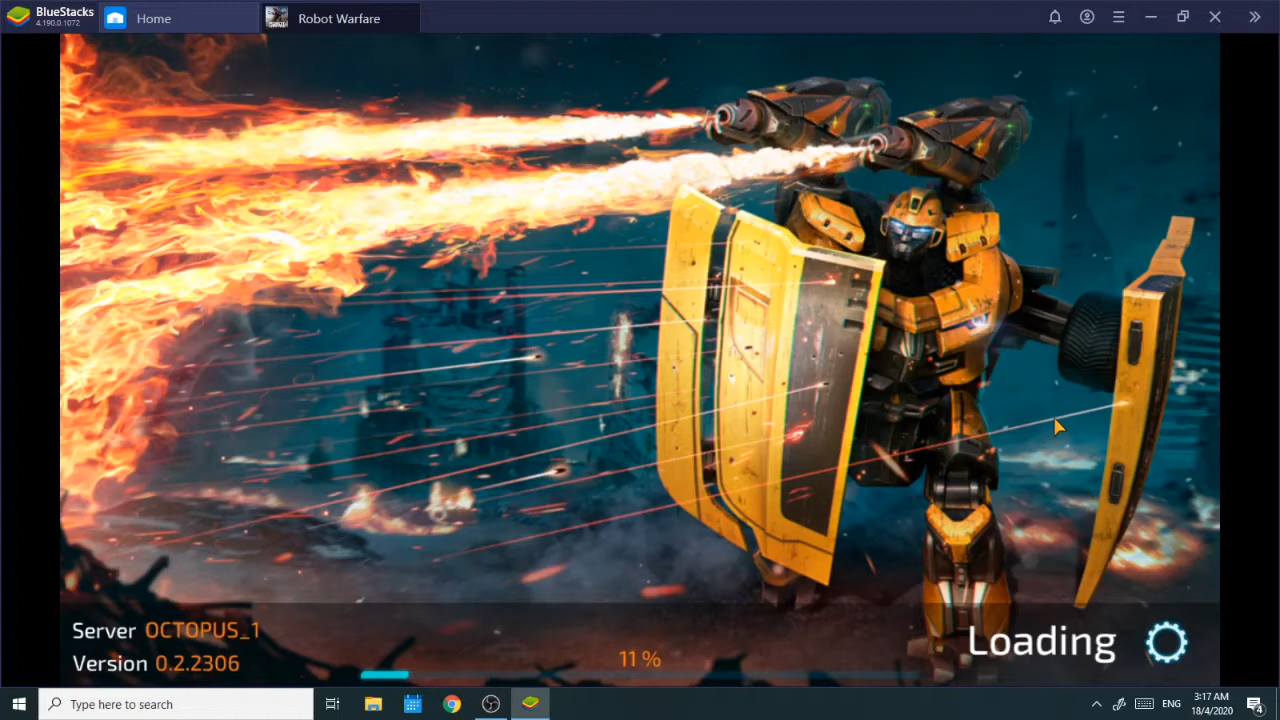 BlueStacks
4.190.0.1072
Home
Robot Warfare
Server OCTOPUS_1
Version 0.2.2306
11 %
Loading
Type here to search
ENG
3:17 AM
18/4/2020
4